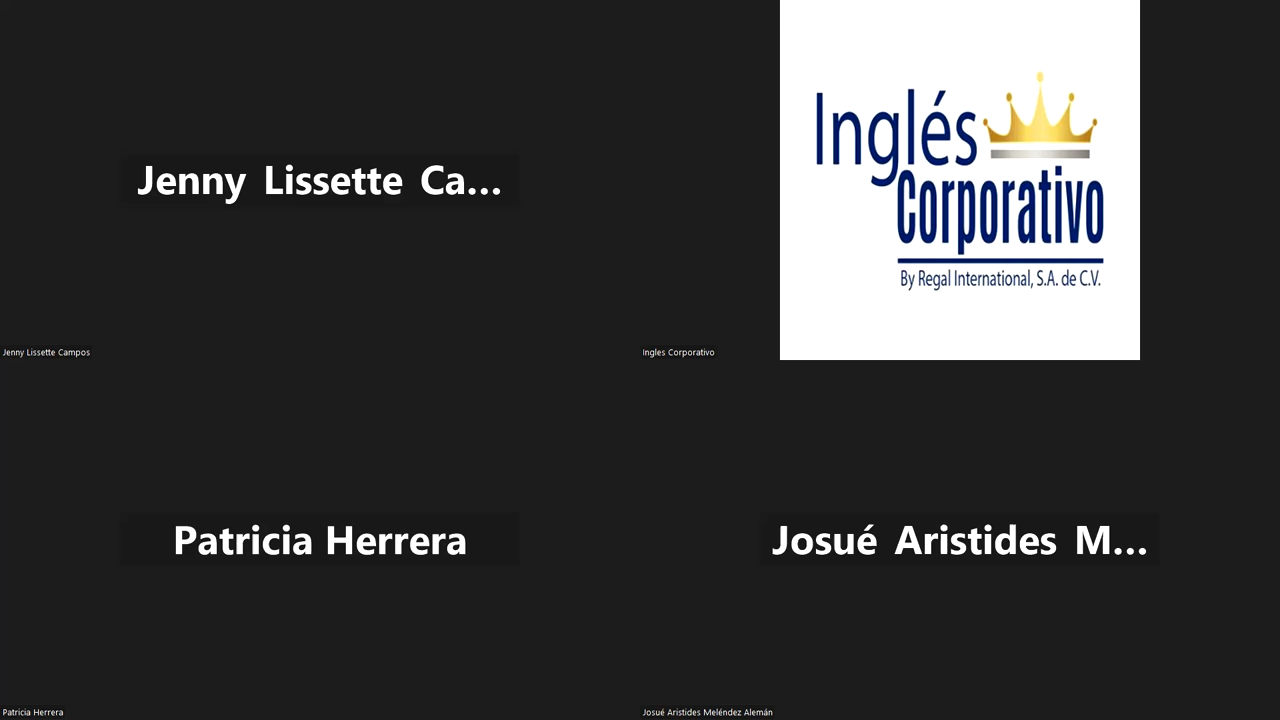 Jenny Lissette Ca...
Jenny Lissette Campos
Inglés
Corporativo
By Regal International, S.A. de C.V.
Ingles Corporativo
Patricia Herrera
Patricia Herrera
Josué Aristides M...
Josué Aristides Meléndez Alemán